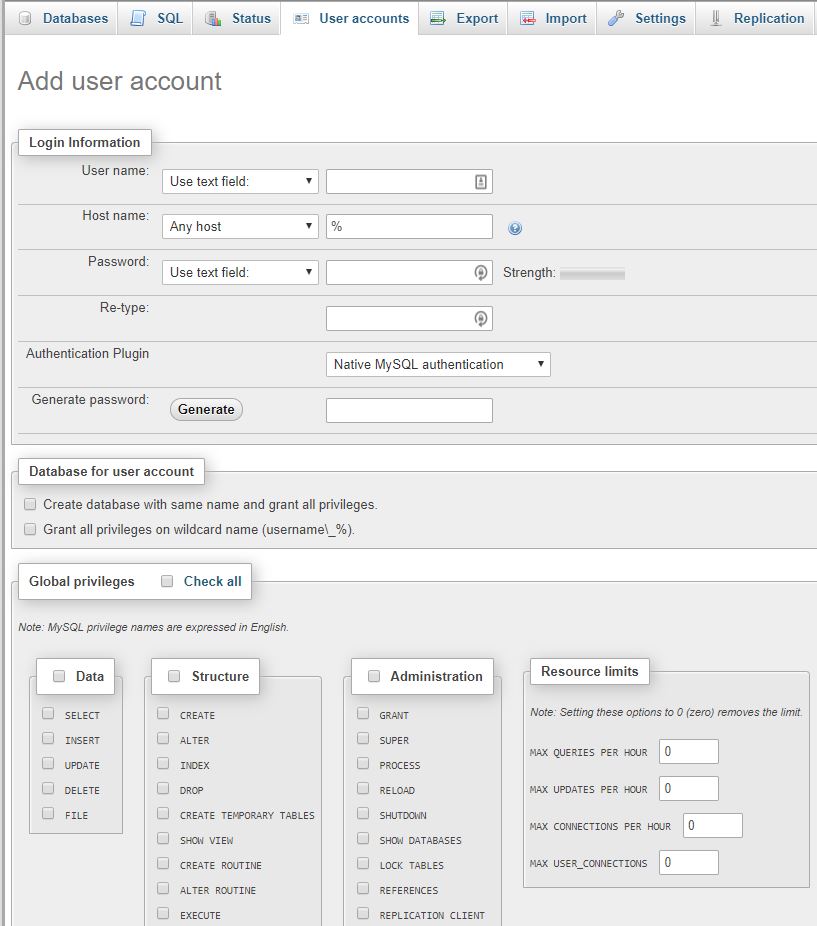 Databases SQL Status User accounts Export Import Settings Replication
Add user account
Login Information
User name: Use text field:
Host name: Any host %
Password: Use text field: Strength:
Re-type:
Authentication Plugin Native MySQL authentication
Generate password: Generate
Database for user account
Create database with same name and grant all privileges.
Grant all privileges on wildcard name (username\_%).
Global privileges Check all
Note: MySQL privilege names are expressed in English.
Data
SELECT
INSERT
UPDATE
DELETE
FILE
Structure
CREATE
ALTER
INDEX
DROP
CREATE TEMPORARY TABLES
SHOW VIEW
CREATE ROUTINE
ALTER ROUTINE
EXECUTE
Administration
GRANT
SUPER
PROCESS
RELOAD
SHUTDOWN
SHOW DATABASES
LOCK TABLES
REFERENCES
REPLICATION CLIENT
Resource limits
Note: Setting these options to 0 (zero) removes the limit.
MAX QUERIES PER HOUR 0
MAX UPDATES PER HOUR 0
MAX CONNECTIONS PER HOUR 0
MAX USER_CONNECTIONS 0